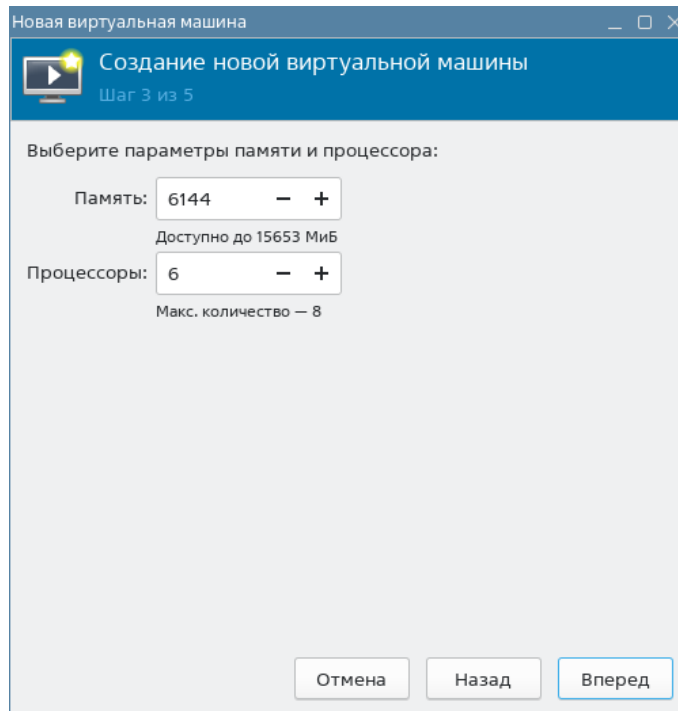 Новая виртуальная машина
Создание новой виртуальной машины
Шаг 3 из 5
Выберите параметры памяти и процессора:
Память: 6144 − +
Доступно до 15653 МиБ
Процессоры: 6 − +
Макс. количество — 8
Отмена Назад Вперед